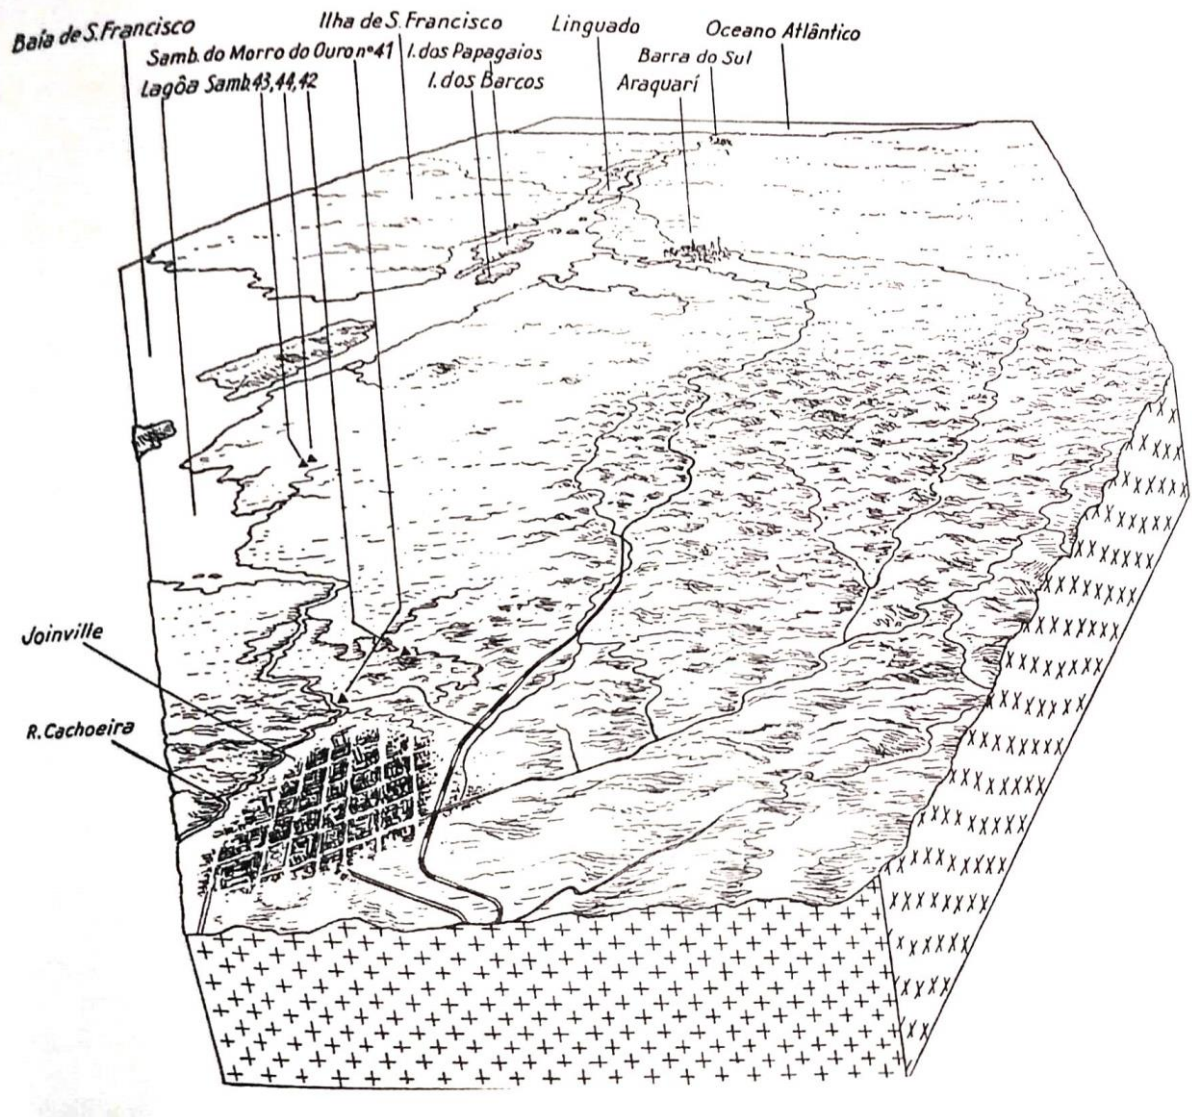 Baía de S. Francisco
Ilha de S. Francisco
Linguado
Oceano Atlântico
Samb. do Morro do Ouro nº 41
I. dos Papagaios
Barra do Sul
Lagôa
Samb. 43, 44, 42
I. dos Barcos
Araquarí
Joinville
R. Cachoeira